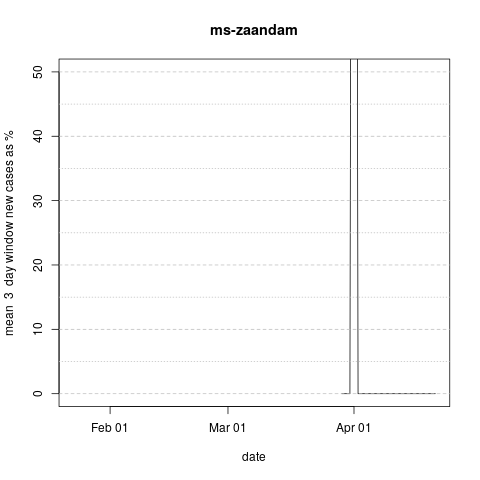 ms-zaandam
mean 3 day window new cases as %
50
40
30
20
10
0
Feb 01
Mar 01
Apr 01
date